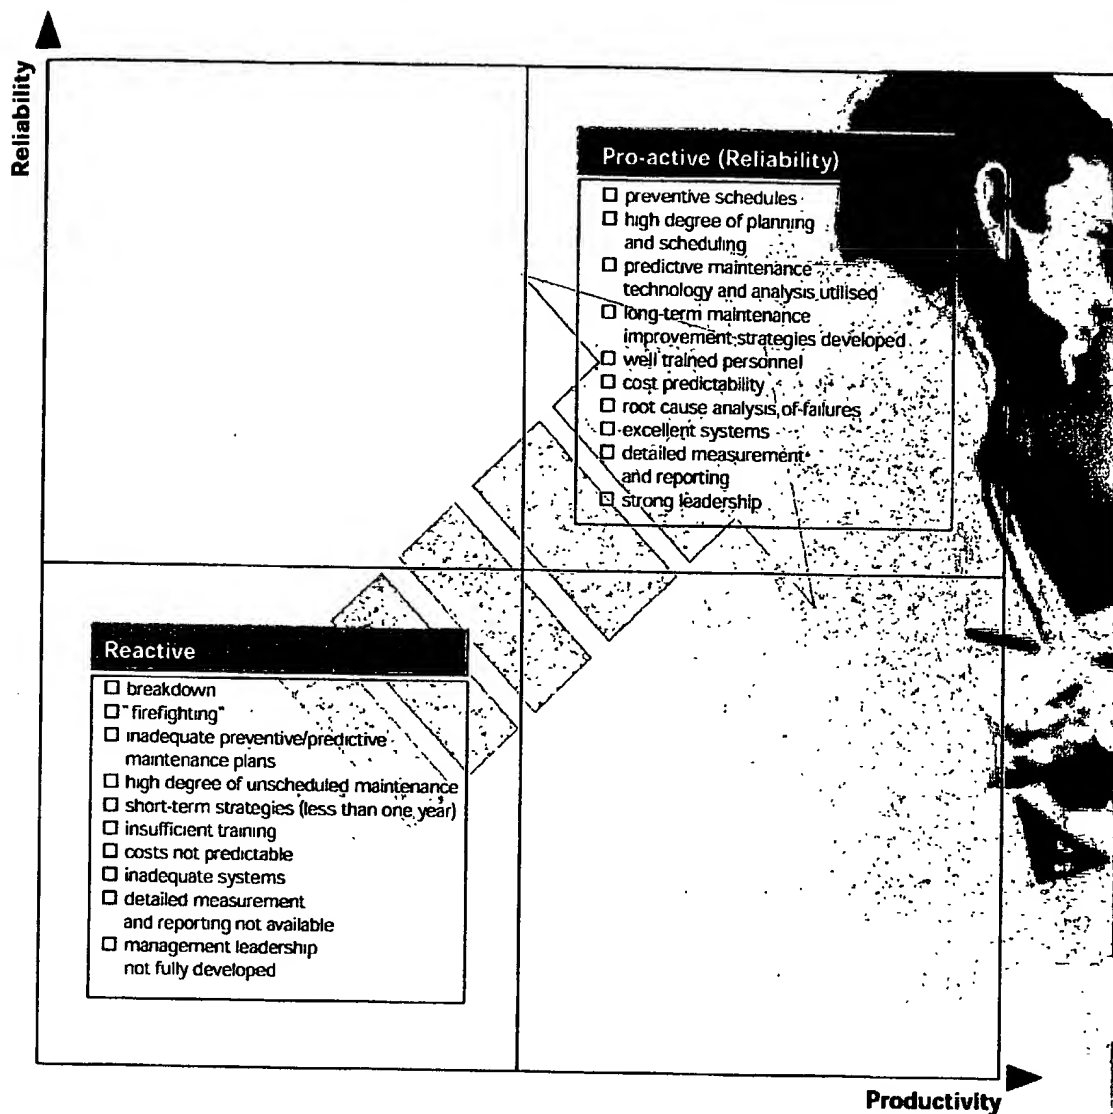 Reliability
Pro-active (Reliability)
☐ preventive schedules
☐ high degree of planning
and scheduling
☐ predictive maintenance
technology and analysis utilised
☐ long-term maintenance
improvement strategies developed
☐ well trained personnel
☐ cost predictability
☐ root cause analysis of failures
☐ excellent systems
☐ detailed measurement
and reporting
☐ strong leadership
Reactive
☐ breakdown
☐ "firefighting"
☐ inadequate preventive/predictive
maintenance plans
☐ high degree of unscheduled maintenance
☐ short-term strategies (less than one year)
☐ insufficient training
☐ costs not predictable
☐ inadequate systems
☐ detailed measurement
and reporting not available
☐ management leadership
not fully developed
Productivity